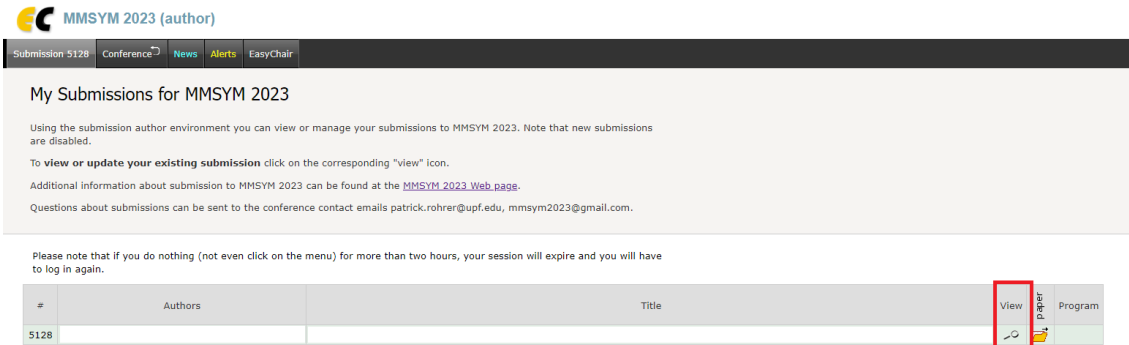 EC MMSYM 2023 (author)
Submission 5128 Conference News Alerts EasyChair
My Submissions for MMSYM 2023
Using the submission author environment you can view or manage your submissions to MMSYM 2023. Note that new submissions
are disabled.
To view or update your existing submission click on the corresponding "view" icon.
Additional information about submission to MMSYM 2023 can be found at the MMSYM 2023 Web page.
Questions about submissions can be sent to the conference contact emails patrick.rohrer@upf.edu, mmsym2023@gmail.com.
Please note that if you do nothing (not even click on the menu) for more than two hours, your session will expire and you will have
to log in again.
# Authors Title View paper Program
5128